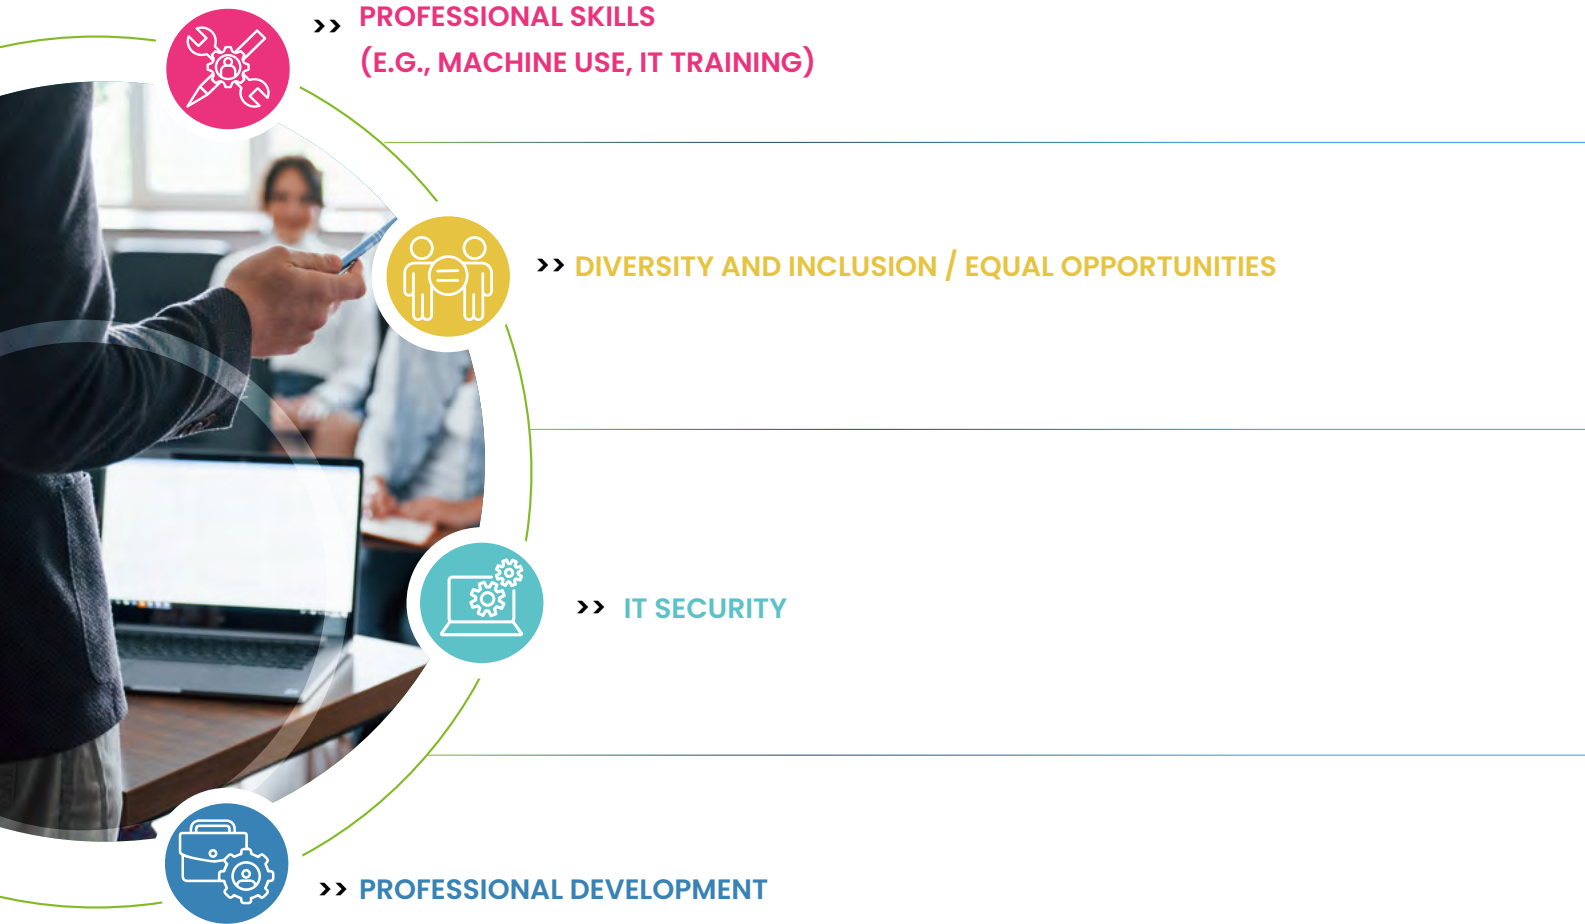 >> PROFESSIONAL SKILLS
(E.G., MACHINE USE, IT TRAINING)
>> DIVERSITY AND INCLUSION / EQUAL OPPORTUNITIES
>> IT SECURITY
>> PROFESSIONAL DEVELOPMENT